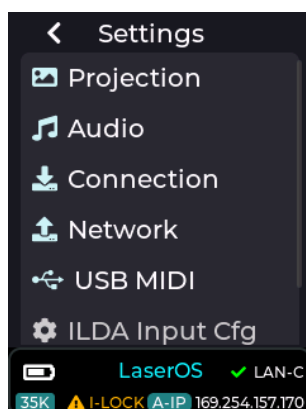 Settings
Projection
Audio
Connection
Network
USB MIDI
ILDA Input Cfg
LaserOS LAN-C
35K I-LOCK A-IP 169.254.157.170